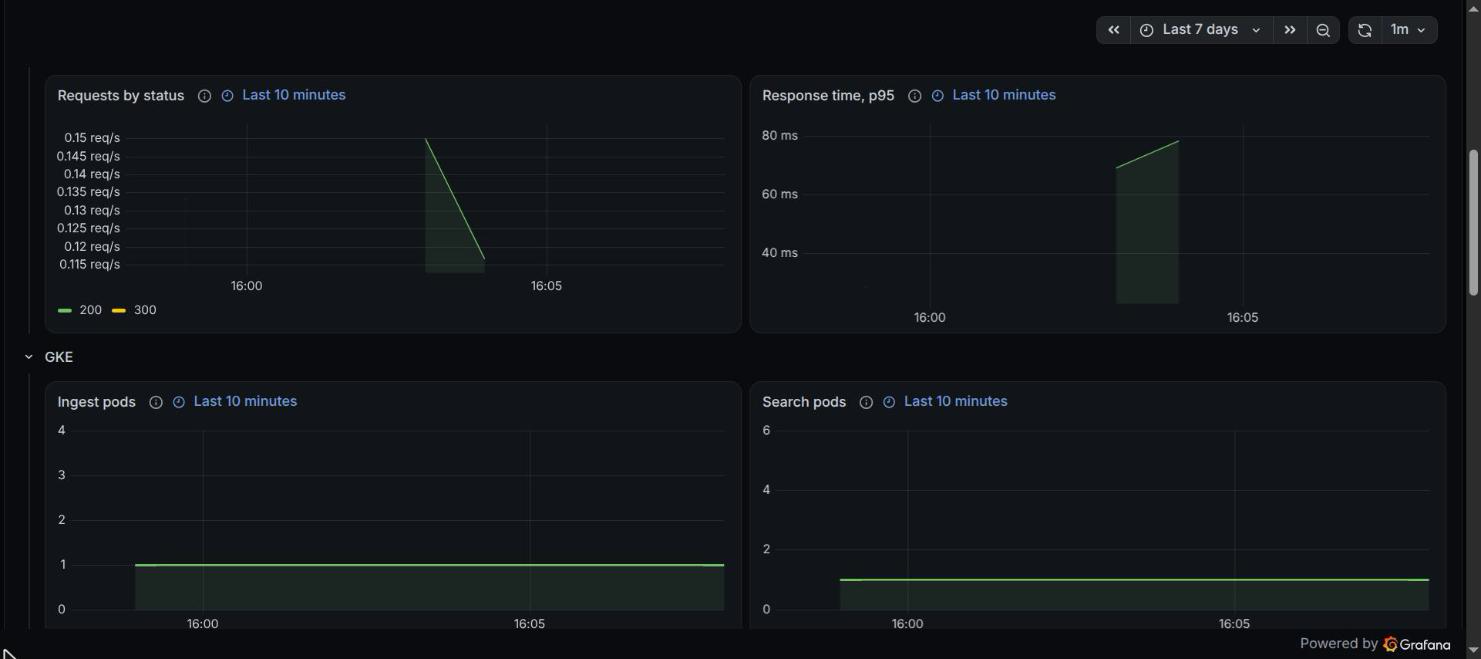 Last 7 days 1m
Requests by status Last 10 minutes
0.15 req/s
0.145 req/s
0.14 req/s
0.135 req/s
0.13 req/s
0.125 req/s
0.12 req/s
0.115 req/s
16:00 16:05
200 300
Response time, p95 Last 10 minutes
80 ms
60 ms
40 ms
16:00 16:05
GKE
Ingest pods Last 10 minutes
4
3
2
1
0
16:00 16:05
Search pods Last 10 minutes
6
4
2
0
16:00 16:05
Powered by Grafana